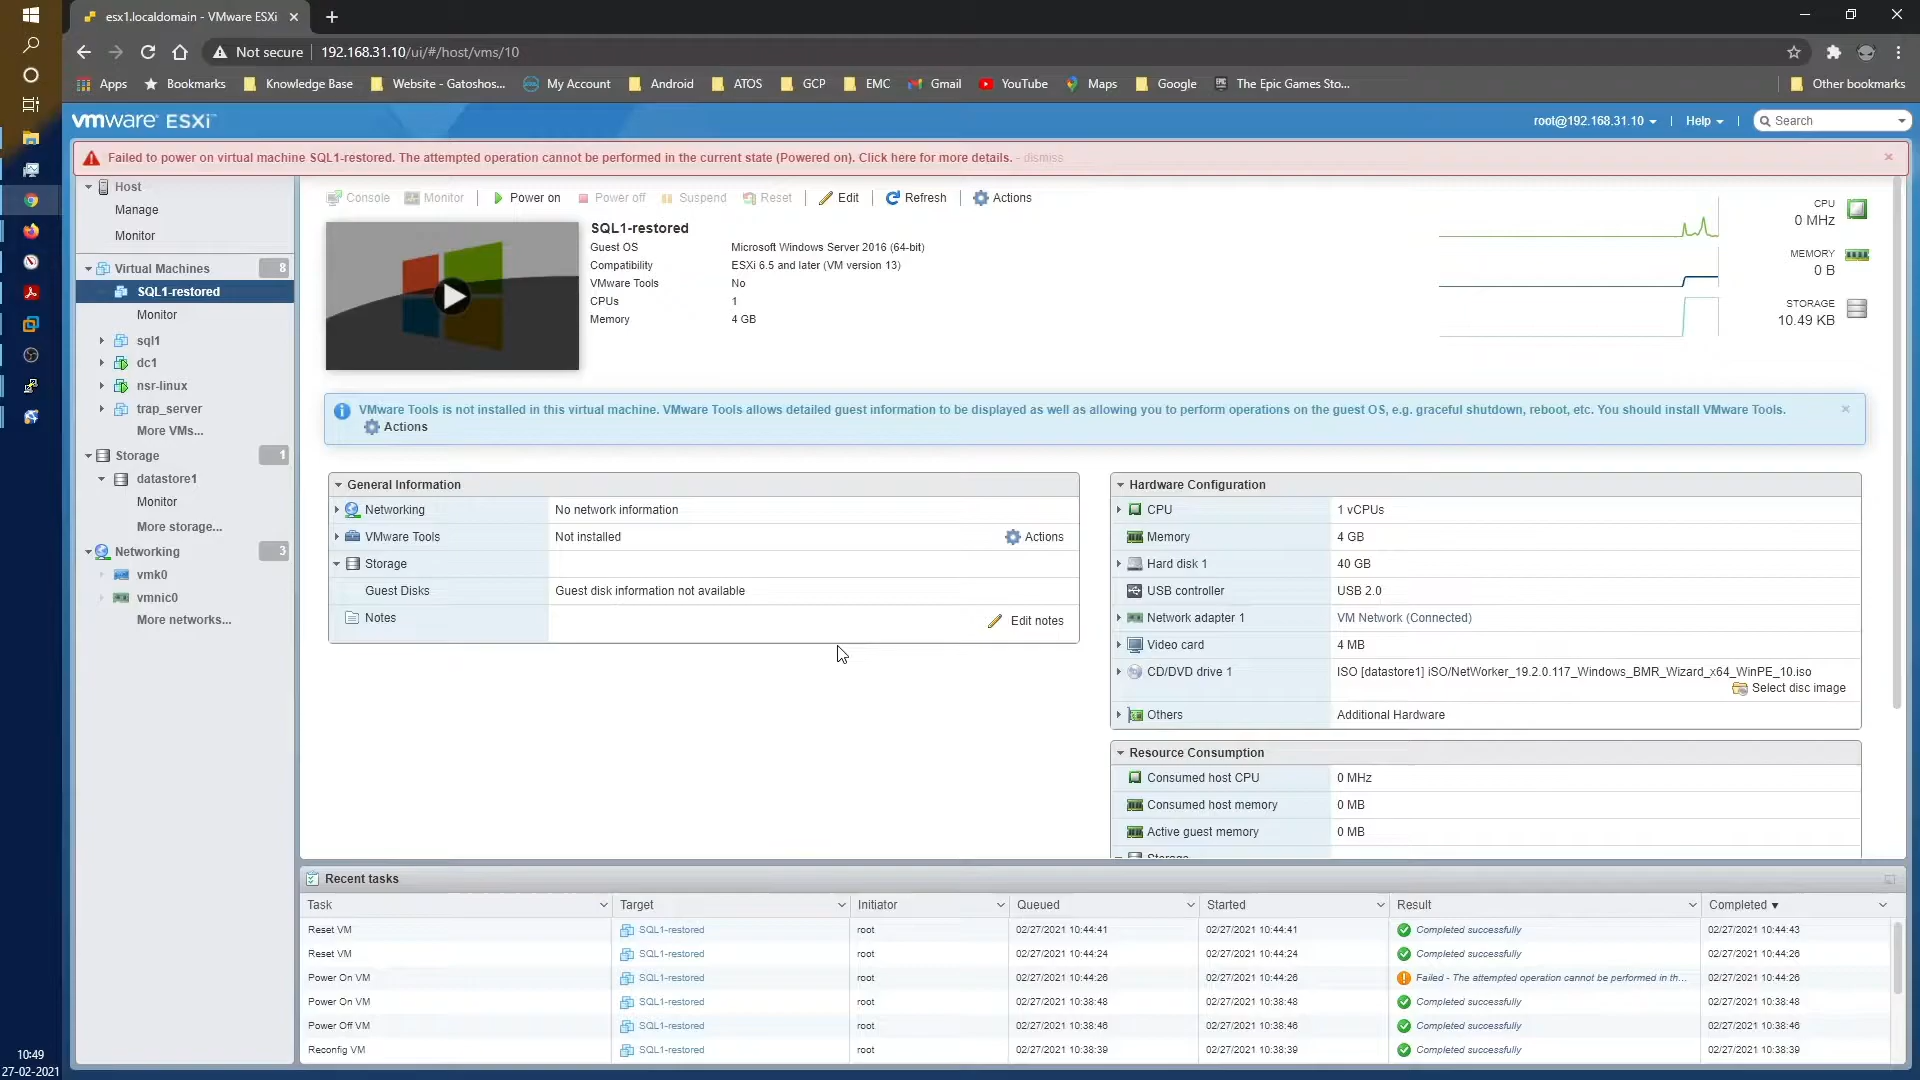 esx1.localdomain - VMware ESXi
Not secure
192.168.31.10/ui/#/host/vms/10
Apps
Bookmarks
Knowledge Base
Website - Gatoshos...
My Account
Android
ATOS
GCP
EMC
Gmail
YouTube
Maps
Google
The Epic Games Sto...
Other bookmarks
vmware ESXi
root@192.168.31.10
Help
Search
Failed to power on virtual machine SQL1-restored. The attempted operation cannot be performed in the current state (Powered on). Click here for more details. - dismiss
Host
Manage
Monitor
Virtual Machines 8
SQL1-restored
Monitor
sql1
dc1
nsr-linux
trap_server
More VMs...
Storage 1
datastore1
Monitor
More storage...
Networking 3
vmk0
vmnic0
More networks...
Console
Monitor
Power on
Power off
Suspend
Reset
Edit
Refresh
Actions
SQL1-restored
Guest OS Microsoft Windows Server 2016 (64-bit)
Compatibility ESXi 6.5 and later (VM version 13)
VMware Tools No
CPUs 1
Memory 4 GB
CPU
0 MHz
MEMORY
0 B
STORAGE
10.49 KB
VMware Tools is not installed in this virtual machine. VMware Tools allows detailed guest information to be displayed as well as allowing you to perform operations on the guest OS, e.g. graceful shutdown, reboot, etc. You should install VMware Tools.
Actions
General Information
Networking No network information
VMware Tools Not installed Actions
Storage
Guest Disks Guest disk information not available
Notes Edit notes
Hardware Configuration
CPU 1 vCPUs
Memory 4 GB
Hard disk 1 40 GB
USB controller USB 2.0
Network adapter 1 VM Network (Connected)
Video card 4 MB
CD/DVD drive 1 ISO [datastore1] iSO/NetWorker_19.2.0.117_Windows_BMR_Wizard_x64_WinPE_10.iso
Select disc image
Others Additional Hardware
Resource Consumption
Consumed host CPU 0 MHz
Consumed host memory 0 MB
Active guest memory 0 MB
Storage
Recent tasks
Task Target Initiator Queued Started Result Completed
Reset VM SQL1-restored root 02/27/2021 10:44:41 02/27/2021 10:44:41 Completed successfully 02/27/2021 10:44:43
Reset VM SQL1-restored root 02/27/2021 10:44:24 02/27/2021 10:44:24 Completed successfully 02/27/2021 10:44:26
Power On VM SQL1-restored root 02/27/2021 10:44:26 02/27/2021 10:44:26 Failed - The attempted operation cannot be performed in th... 02/27/2021 10:44:26
Power On VM SQL1-restored root 02/27/2021 10:38:48 02/27/2021 10:38:48 Completed successfully 02/27/2021 10:38:48
Power Off VM SQL1-restored root 02/27/2021 10:38:46 02/27/2021 10:38:46 Completed successfully 02/27/2021 10:38:46
Reconfig VM SQL1-restored root 02/27/2021 10:38:39 02/27/2021 10:38:39 Completed successfully 02/27/2021 10:38:39
10:49
27-02-2021